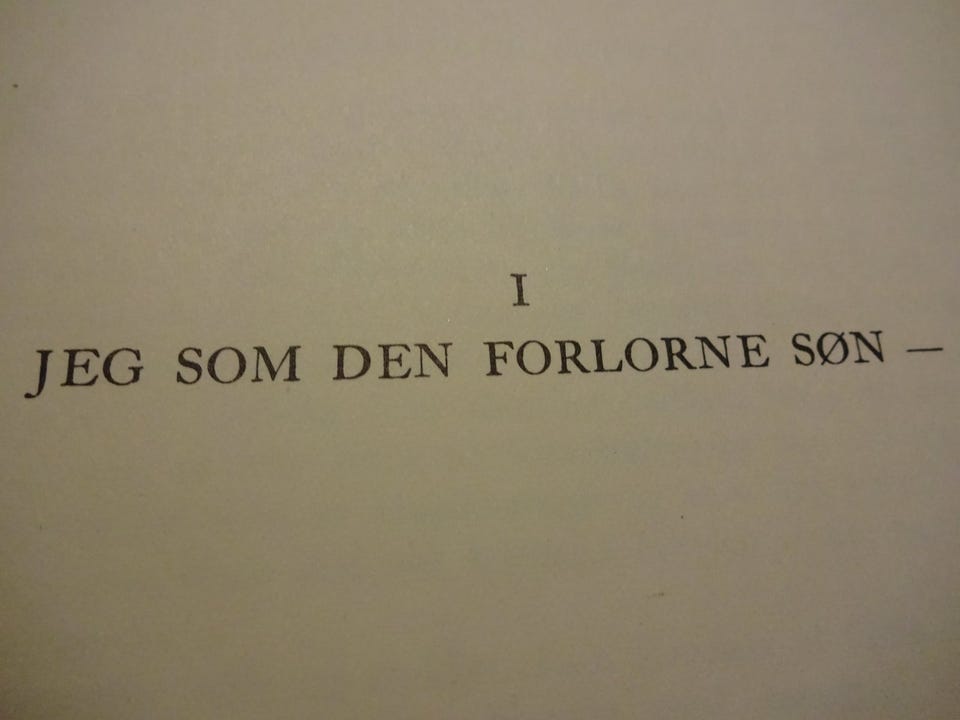 I
JEG SOM DEN FORLORNE SØN —